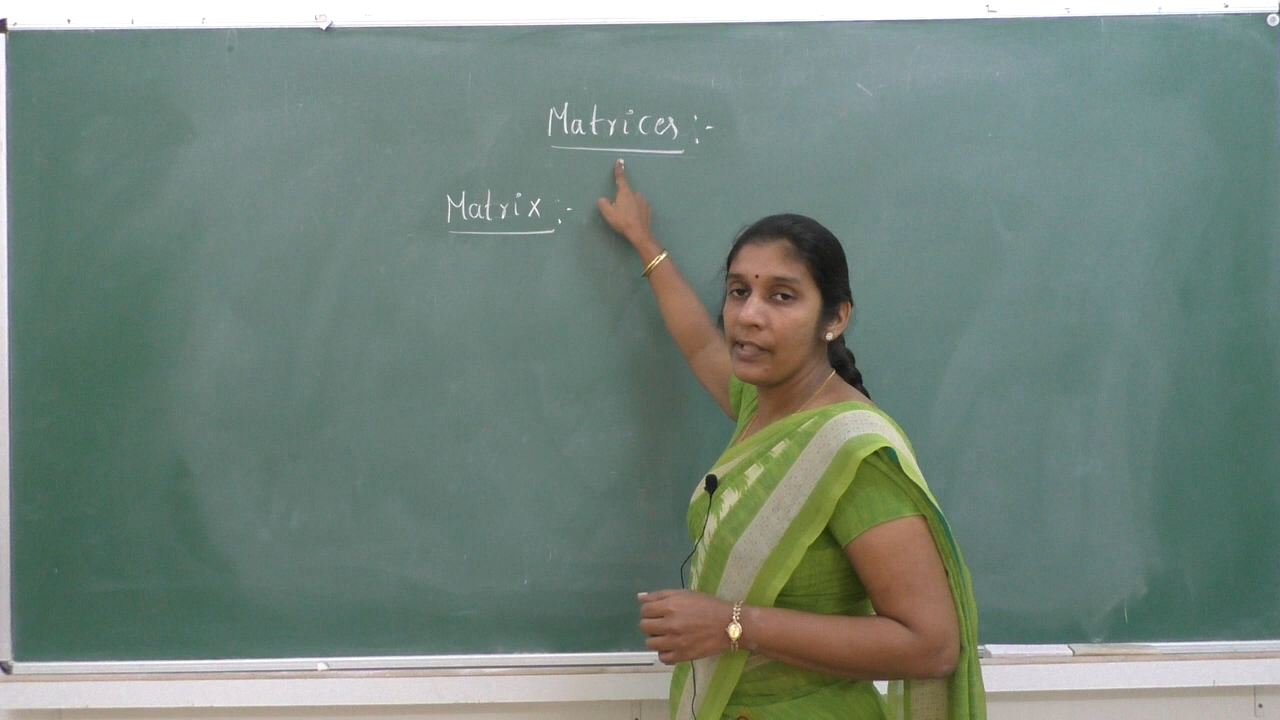 Matrices :-
Matrix :-